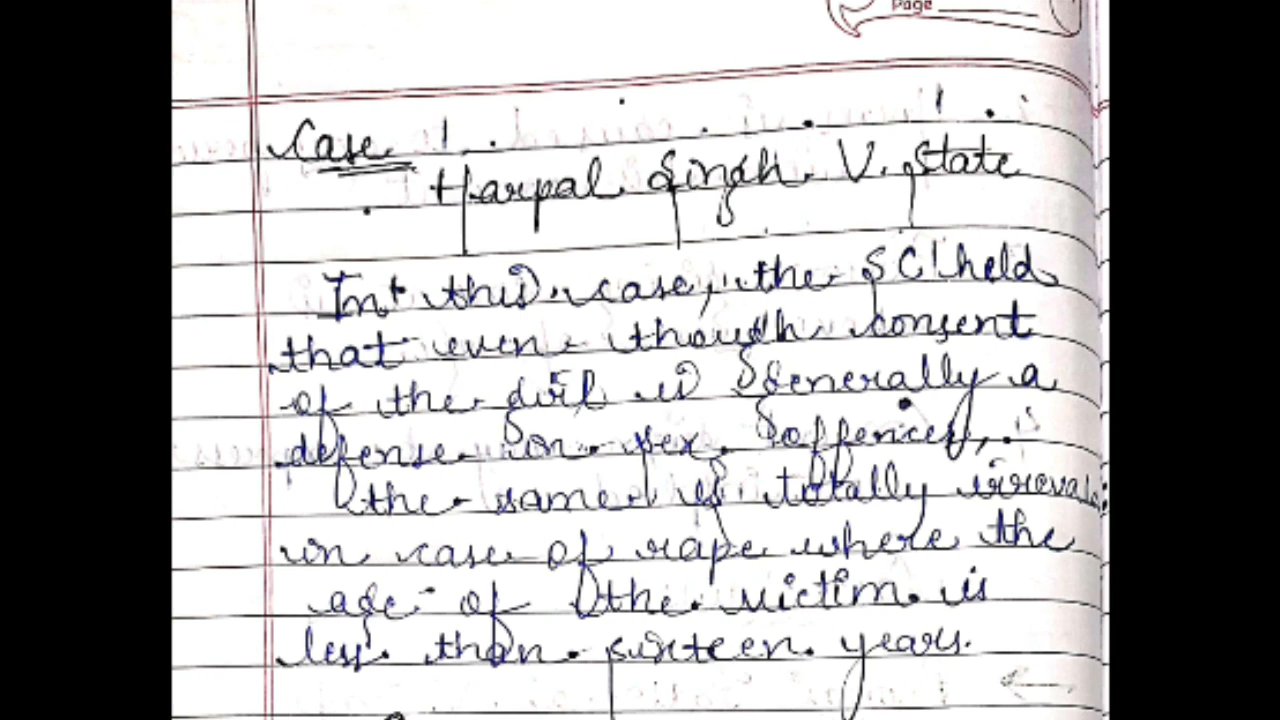 Page
Case
Harpal Singh V. State
In this case, the SC held
that even though consent
of the girl is generally a
defense in sex offences,
the same is totally irreval
in case of rape where the
age of the victim is
less than sixteen years.